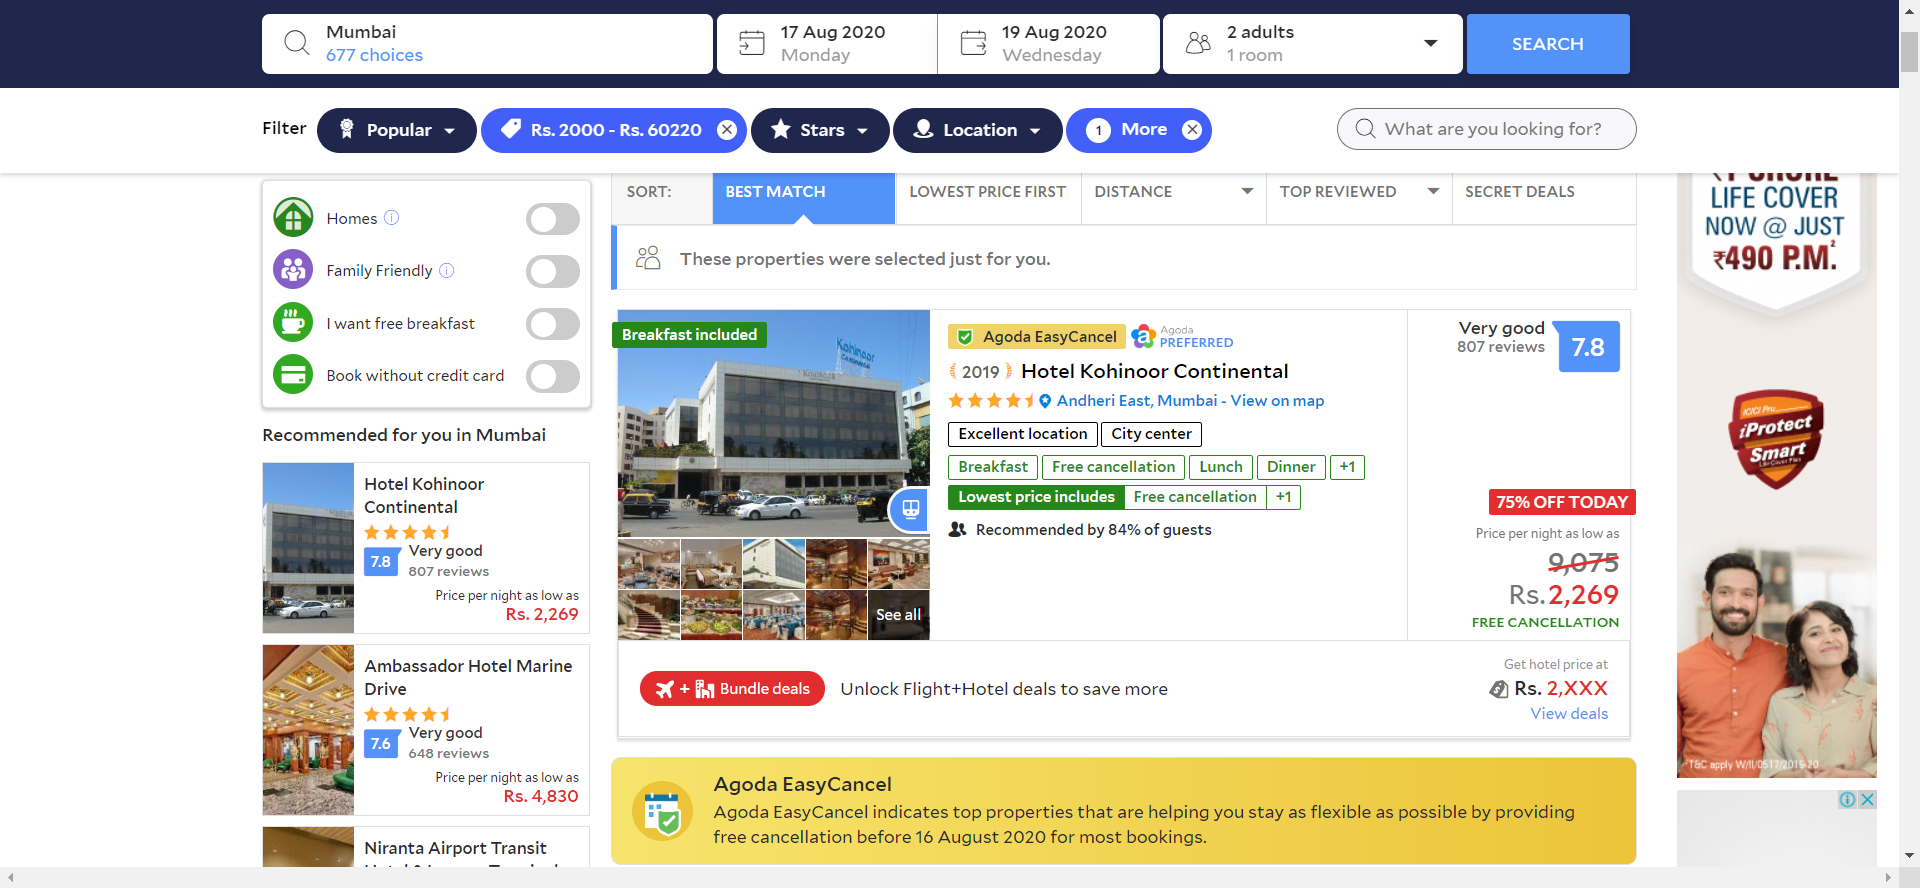 Mumbai
677 choices
17 Aug 2020
Monday
19 Aug 2020
Wednesday
2 adults
1 room
SEARCH
Filter
Popular
Rs. 2000 - Rs. 60220
Stars
Location
1 More
What are you looking for?
Homes
Family Friendly
I want free breakfast
Book without credit card
Recommended for you in Mumbai
Hotel Kohinoor
Continental
7.8
Very good
807 reviews
Price per night as low as
Rs. 2,269
Ambassador Hotel Marine
Drive
7.6
Very good
648 reviews
Price per night as low as
Rs. 4,830
Niranta Airport Transit
SORT:
BEST MATCH
LOWEST PRICE FIRST
DISTANCE
TOP REVIEWED
SECRET DEALS
These properties were selected just for you.
Breakfast included
Kohinoor
CONTINENTAL
See all
Agoda EasyCancel
Agoda
PREFERRED
2019 Hotel Kohinoor Continental
Andheri East, Mumbai - View on map
Excellent location
City center
Breakfast
Free cancellation
Lunch
Dinner
+1
Lowest price includes
Free cancellation
+1
Recommended by 84% of guests
Very good
807 reviews
7.8
75% OFF TODAY
Price per night as low as
9,075
Rs. 2,269
FREE CANCELLATION
+ Bundle deals
Unlock Flight+Hotel deals to save more
Get hotel price at
Rs. 2,XXX
View deals
Agoda EasyCancel
Agoda EasyCancel indicates top properties that are helping you stay as flexible as possible by providing
free cancellation before 16 August 2020 for most bookings.
LIFE COVER
NOW @ JUST
₹490 P.M.²
ICICI Pru
iProtect
Smart
T&C apply W/II/0517/2019-20